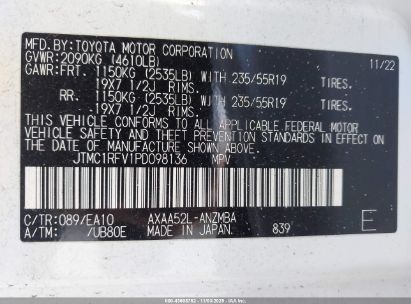 MFD.BY:TOYOTA MOTOR CORPORATION 11/22
GVWR:2090KG (4610LB)
GAWR:FRT. 1150KG (2535LB) WITH 235/55R19 TIRES.
19X7 1/2J RIMS.
RR. 1150KG (2535LB) WITH 235/55R19 TIRES.
19X7 1/2J RIMS.
THIS VEHICLE CONFORMS TO ALL APPLICABLE FEDERAL MOTOR
VEHICLE SAFETY AND THEFT PREVENTION STANDARDS IN EFFECT ON
THE DATE OF MANUFACTURE SHOWN ABOVE.
JTMC1RFV1PD098136 MPV
C/TR:089/EA10 AXAA52L-ANZMBA E
A/TM: /UB80E MADE IN JAPAN 839